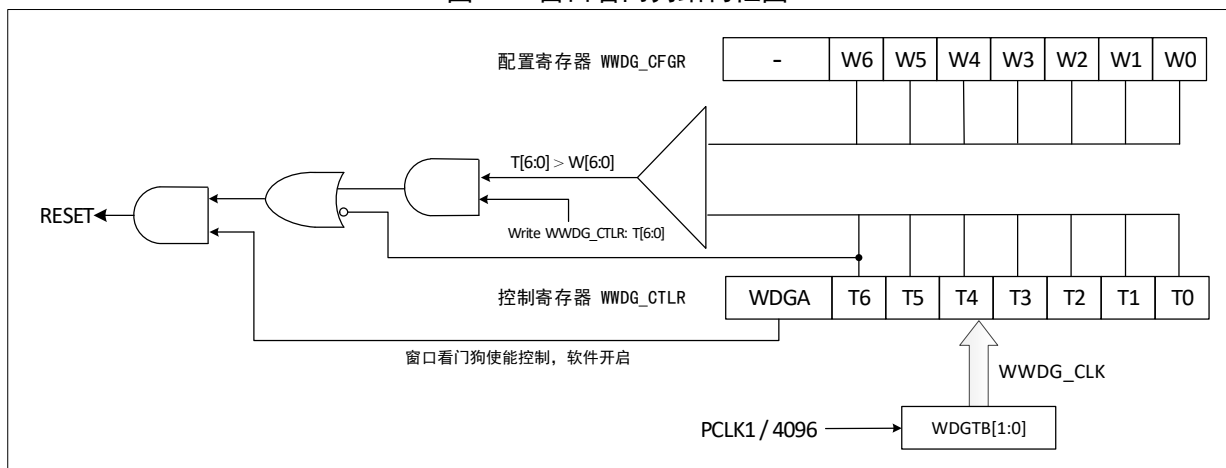 配置寄存器 WWDG_CFGR
- W6 W5 W4 W3 W2 W1 W0
T[6:0] > W[6:0]
RESET
Write WWDG_CTLR: T[6:0]
控制寄存器 WWDG_CTLR
WDGA T6 T5 T4 T3 T2 T1 T0
窗口看门狗使能控制，软件开启
WWDG_CLK
PCLK1 / 4096
WDGTB[1:0]